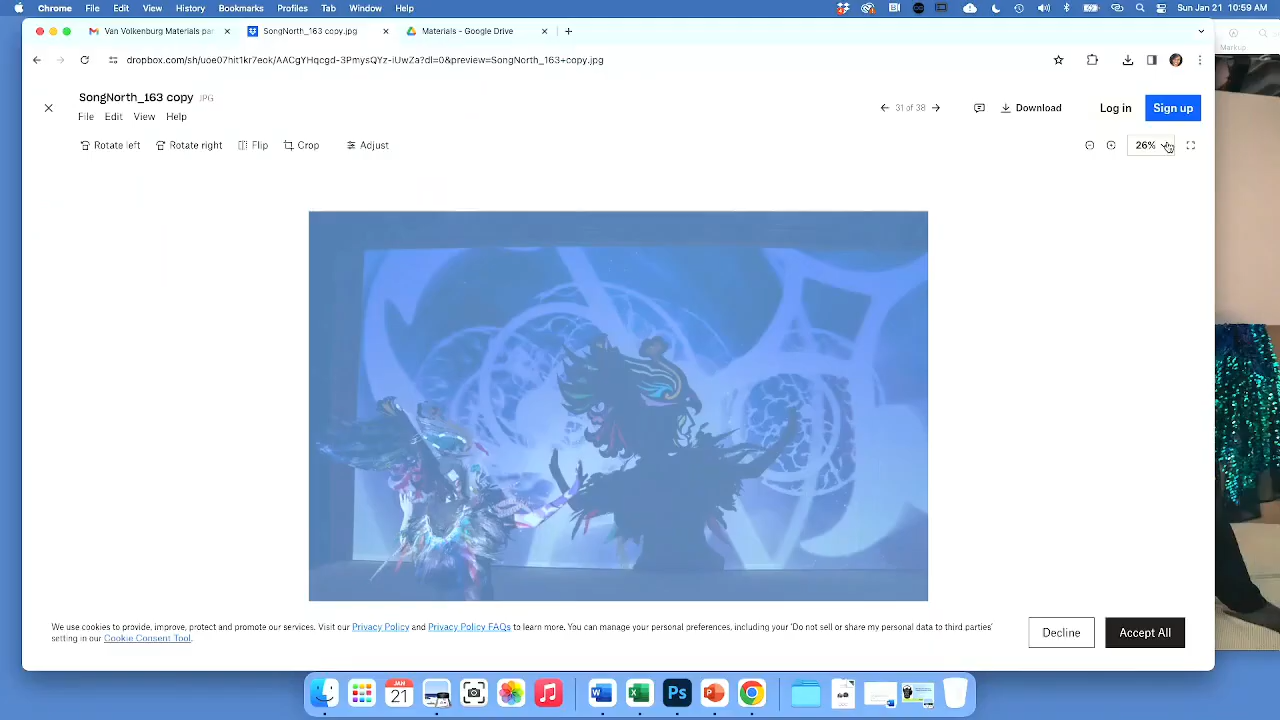 Chrome File Edit View History Bookmarks Profiles Tab Window Help Sun Jan 21 10:59 AM
Van Volkenburg Materials par SongNorth_163 copy.jpg Materials - Google Drive
dropbox.com/sh/uoe07hit1kr7eck/AACgYHqcgd-3PmysQYz-iUwZa?dl=0&preview=SongNorth_163+copy.jpg
Markup
SongNorth_163 copy JPG
File Edit View Help
31 of 38 Download Log in Sign up
Rotate left Rotate right Flip Crop Adjust 26%
We use cookies to provide, improve, protect and promote our services. Visit our Privacy Policy and Privacy Policy FAQs to learn more. You can manage your personal preferences, including your 'Do not sell or share my personal data to third parties'
setting in our Cookie Consent Tool.
Decline Accept All
JAN
21